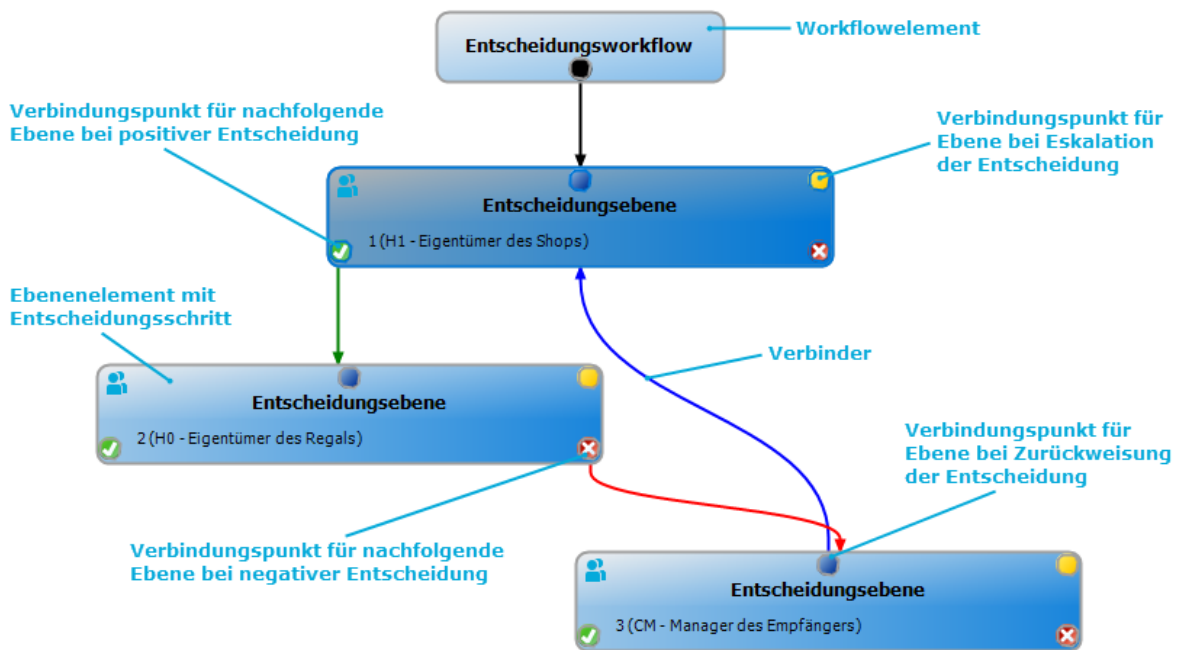 Entscheidungsworkflow
Workflowelement
Verbindungspunkt für nachfolgende
Ebene bei positiver Entscheidung
Verbindungspunkt für
Ebene bei Eskalation
der Entscheidung
Entscheidungsebene
1 (H1 - Eigentümer des Shops)
Ebenenelement mit
Entscheidungsschritt
Verbinder
Entscheidungsebene
2 (H0 - Eigentümer des Regals)
Verbindungspunkt für
Ebene bei Zurückweisung
der Entscheidung
Verbindungspunkt für nachfolgende
Ebene bei negativer Entscheidung
Entscheidungsebene
3 (CM - Manager des Empfängers)